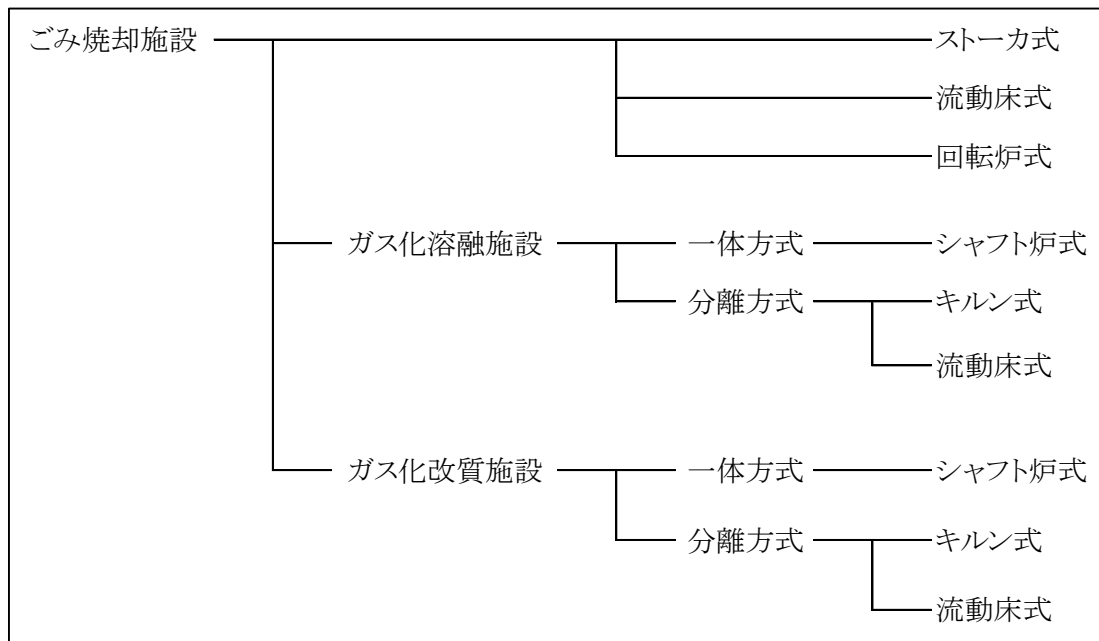 ごみ焼却施設 ストーカ式
流動床式
回転炉式
ガス化溶融施設 一体方式 シャフト炉式
分離方式 キルン式
流動床式
ガス化改質施設 一体方式 シャフト炉式
分離方式 キルン式
流動床式